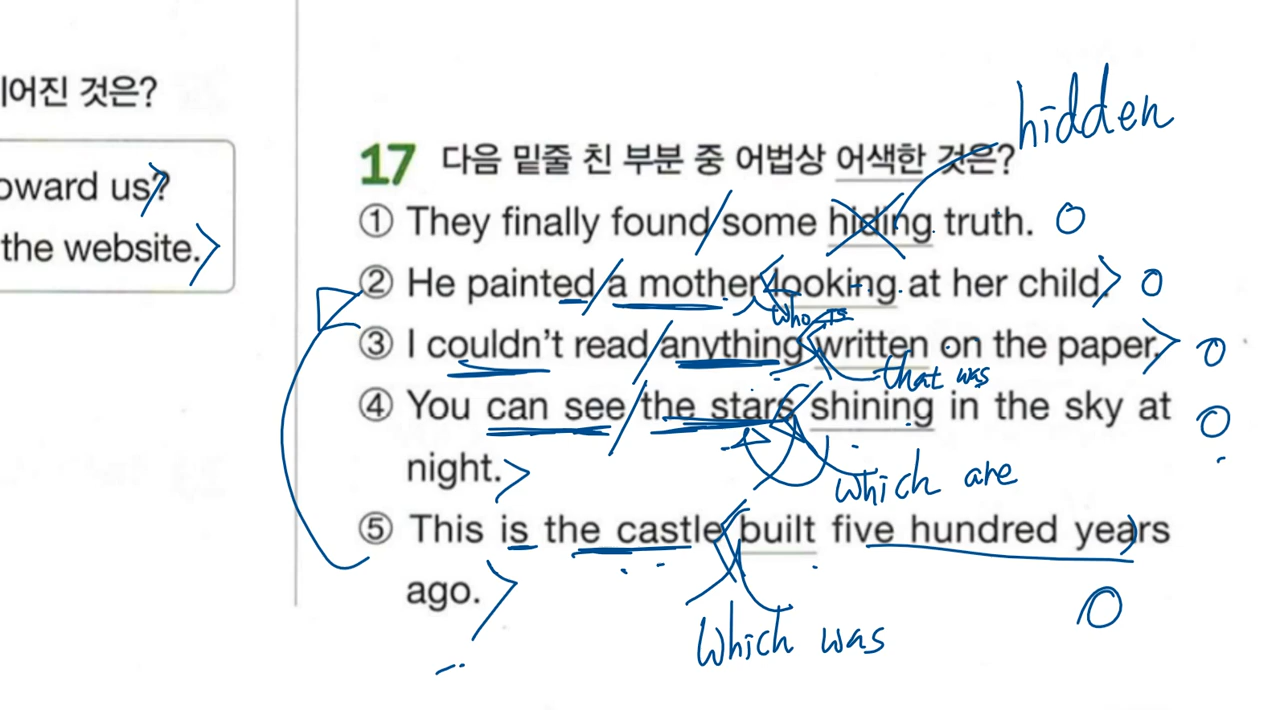 ㅣ어진 것은?
oward us?
the website.
hidden
17 다음 밑줄 친 부분 중 어법상 어색한 것은?
① They finally found some hiding truth. O
② He painted a mother looking at her child. O
who is
③ I couldn't read anything written on the paper. O
that was
④ You can see the stars shining in the sky at O
night.
which are
⑤ This is the castle built five hundred years
ago. O
which was